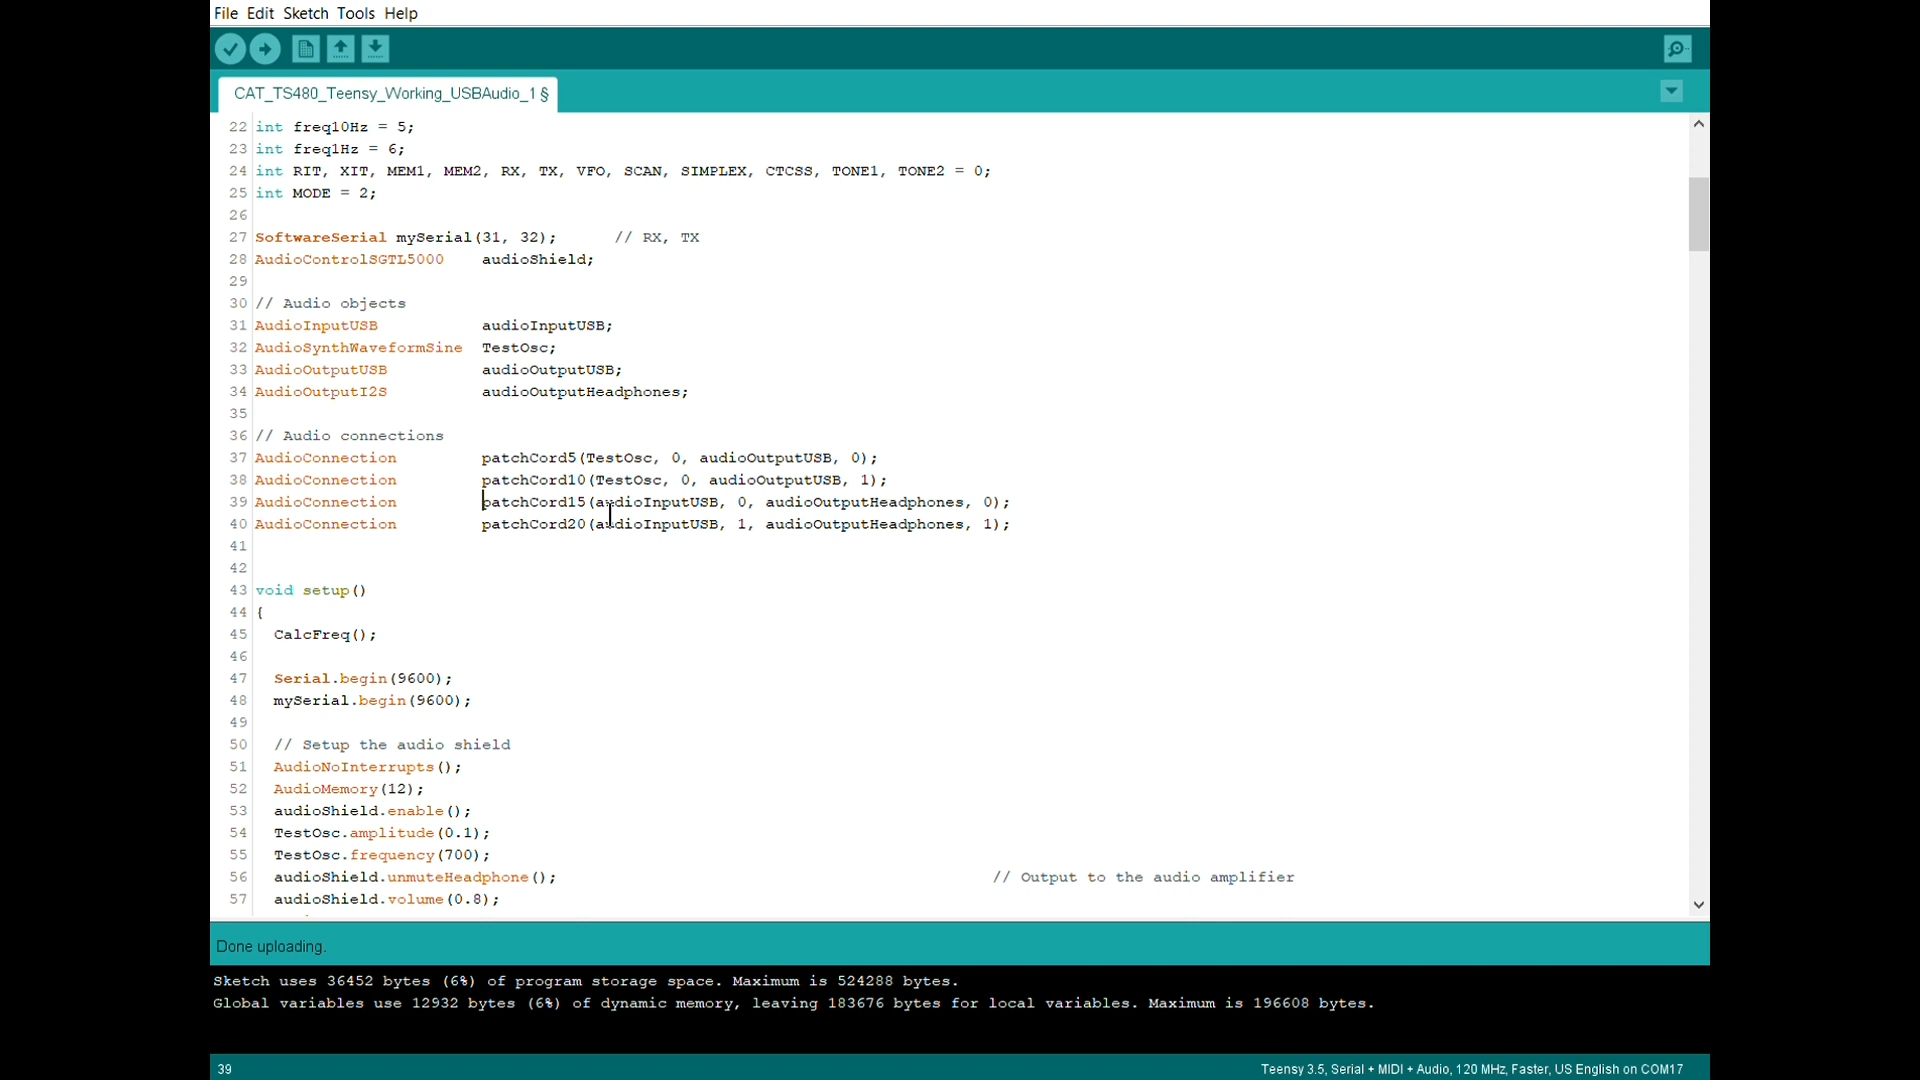 File Edit Sketch Tools Help
CAT_TS480_Teensy_Working_USBAudio_1 §
22 int freq10Hz = 5;
23 int freq1Hz = 6;
24 int RIT, XIT, MEM1, MEM2, RX, TX, VFO, SCAN, SIMPLEX, CTCSS, TONE1, TONE2 = 0;
25 int MODE = 2;
26
27 SoftwareSerial mySerial(31, 32); // RX, TX
28 AudioControlSGTL5000 audioShield;
29
30 // Audio objects
31 AudioInputUSB audioInputUSB;
32 AudioSynthWaveformSine TestOsc;
33 AudioOutputUSB audioOutputUSB;
34 AudioOutputI2S audioOutputHeadphones;
35
36 // Audio connections
37 AudioConnection patchCord5(TestOsc, 0, audioOutputUSB, 0);
38 AudioConnection patchCord10(TestOsc, 0, audioOutputUSB, 1);
39 AudioConnection patchCord15(audioInputUSB, 0, audioOutputHeadphones, 0);
40 AudioConnection patchCord20(audioInputUSB, 1, audioOutputHeadphones, 1);
41
42
43 void setup()
44 {
45 CalcFreq();
46
47 Serial.begin(9600);
48 mySerial.begin(9600);
49
50 // Setup the audio shield
51 AudioNoInterrupts();
52 AudioMemory(12);
53 audioShield.enable();
54 TestOsc.amplitude(0.1);
55 TestOsc.frequency(700);
56 audioShield.unmuteHeadphone(); // Output to the audio amplifier
57 audioShield.volume(0.8);
Done uploading.
Sketch uses 36452 bytes (6%) of program storage space. Maximum is 524288 bytes.
Global variables use 12932 bytes (6%) of dynamic memory, leaving 183676 bytes for local variables. Maximum is 196608 bytes.
39 Teensy 3.5, Serial + MIDI + Audio, 120 MHz, Faster, US English on COM17